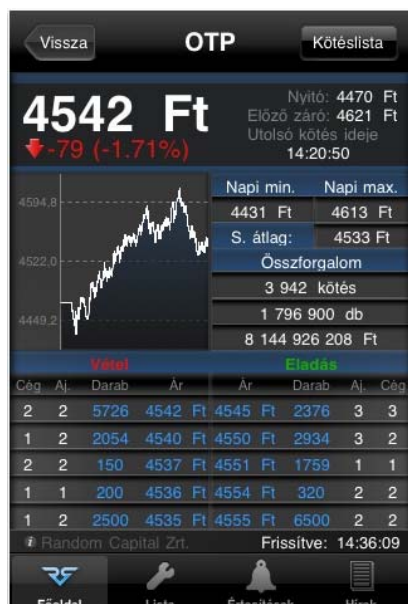 Vissza OTP Kötéslista
4542 Ft
-79 (-1.71%)
Nyitó: 4470 Ft
Előző záró: 4621 Ft
Utolsó kötés ideje
14:20:50
4594,8
4522,0
4449,2
Napi min. Napi max.
4431 Ft 4613 Ft
S. átlag: 4533 Ft
Összforgalom
3 942 kötés
1 796 900 db
8 144 926 208 Ft
Vétel Eladás
Cég Aj. Darab Ár Ár Darab Aj. Cég
2 2 5726 4542 Ft 4545 Ft 2376 3 3
1 2 2054 4540 Ft 4550 Ft 2934 3 2
2 2 150 4537 Ft 4551 Ft 1759 1 1
1 1 200 4536 Ft 4554 Ft 320 2 2
1 2 2500 4535 Ft 4555 Ft 6500 2 2
i Random Capital Zrt. Frissítve: 14:36:09
Főoldal Lista Értesítések Hírek